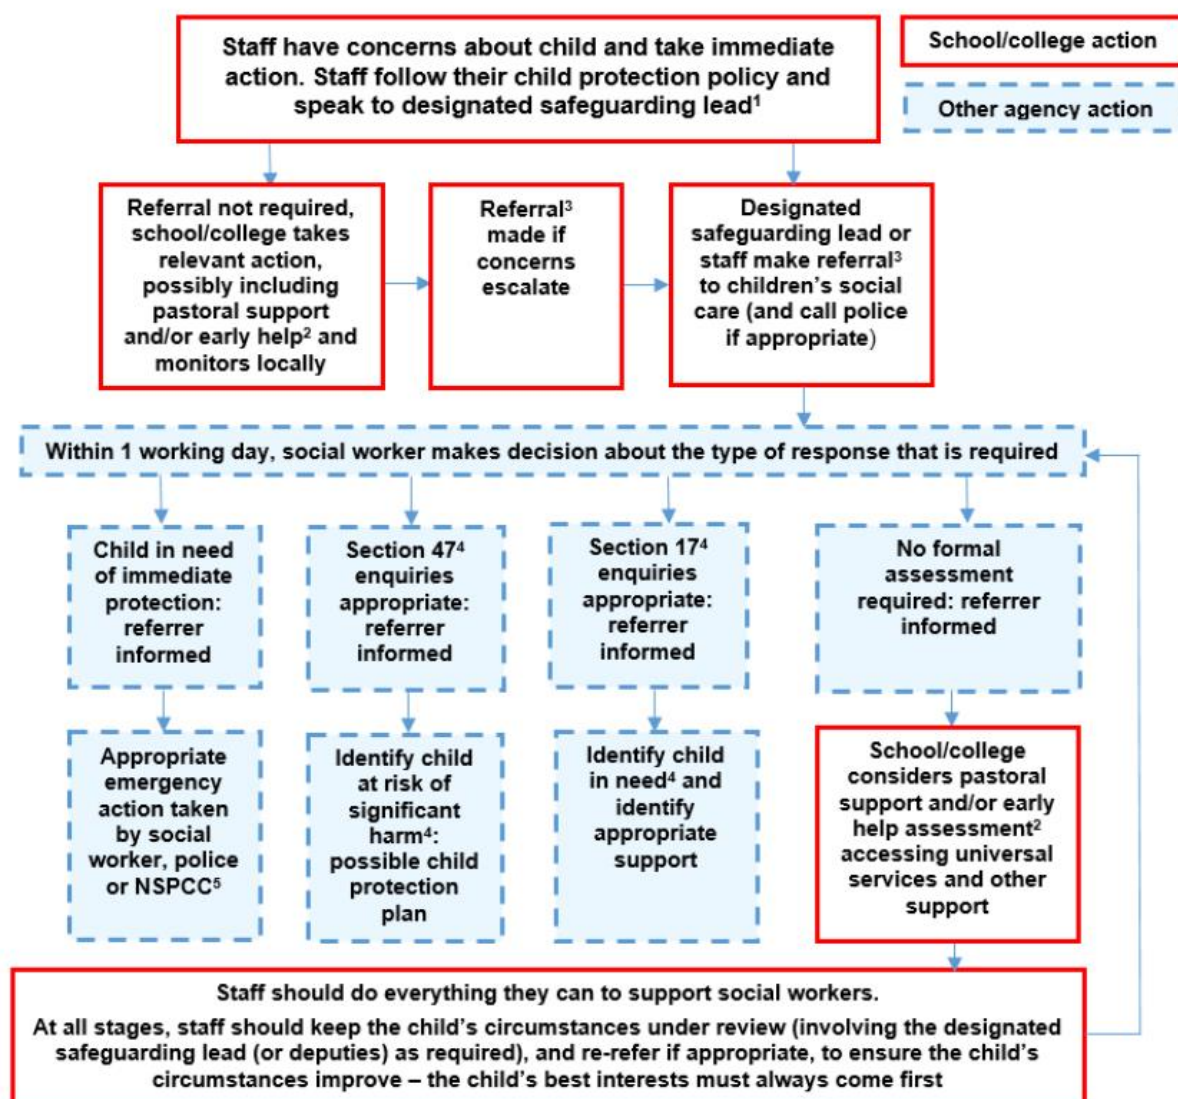 Staff have concerns about child and take immediate
action. Staff follow their child protection policy and
speak to designated safeguarding lead¹
School/college action
Other agency action
Referral not required,
school/college takes
relevant action,
possibly including
pastoral support
and/or early help² and
monitors locally
Referral³
made if
concerns
escalate
Designated
safeguarding lead or
staff make referral³
to children’s social
care (and call police
if appropriate)
Within 1 working day, social worker makes decision about the type of response that is required
Child in need
of immediate
protection:
referrer
informed
Section 47⁴
enquiries
appropriate:
referrer
informed
Section 17⁴
enquiries
appropriate:
referrer
informed
No formal
assessment
required: referrer
informed
Appropriate
emergency
action taken
by social
worker, police
or NSPCC⁵
Identify child
at risk of
significant
harm⁴:
possible child
protection
plan
Identify child
in need⁴ and
identify
appropriate
support
School/college
considers pastoral
support and/or early
help assessment²
accessing universal
services and other
support
Staff should do everything they can to support social workers.
At all stages, staff should keep the child’s circumstances under review (involving the designated
safeguarding lead (or deputies) as required), and re-refer if appropriate, to ensure the child’s
circumstances improve – the child’s best interests must always come first